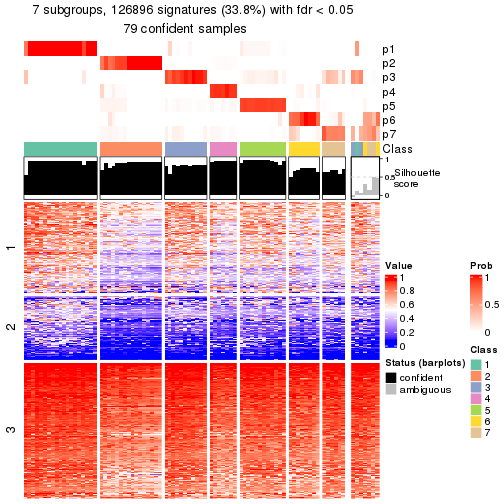 7 subgroups, 126896 signatures (33.8%) with fdr < 0.05
79 confident samples
p1
p2
p3
p4
p5
p6
p7
Class
1
0.5
0
Silhouette
score
1
2
3
Value
1
0.8
0.6
0.4
0.2
0
Status (barplots)
confident
ambiguous
Prob
1
0.5
0
Class
1
2
3
4
5
6
7